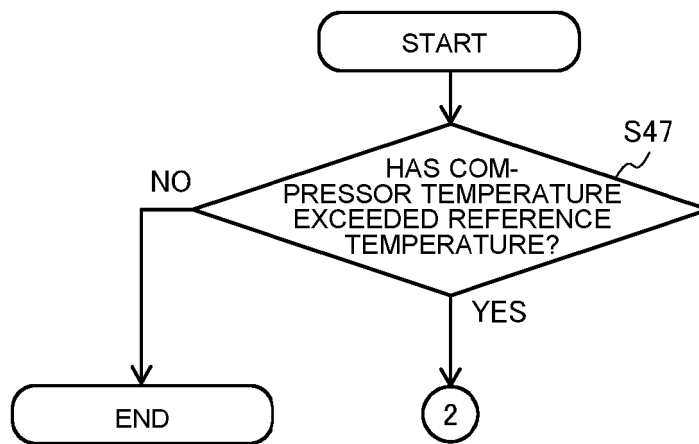 START
S47
HAS COM-
PRESSOR TEMPERATURE
EXCEEDED REFERENCE
TEMPERATURE?
NO
YES
END
2